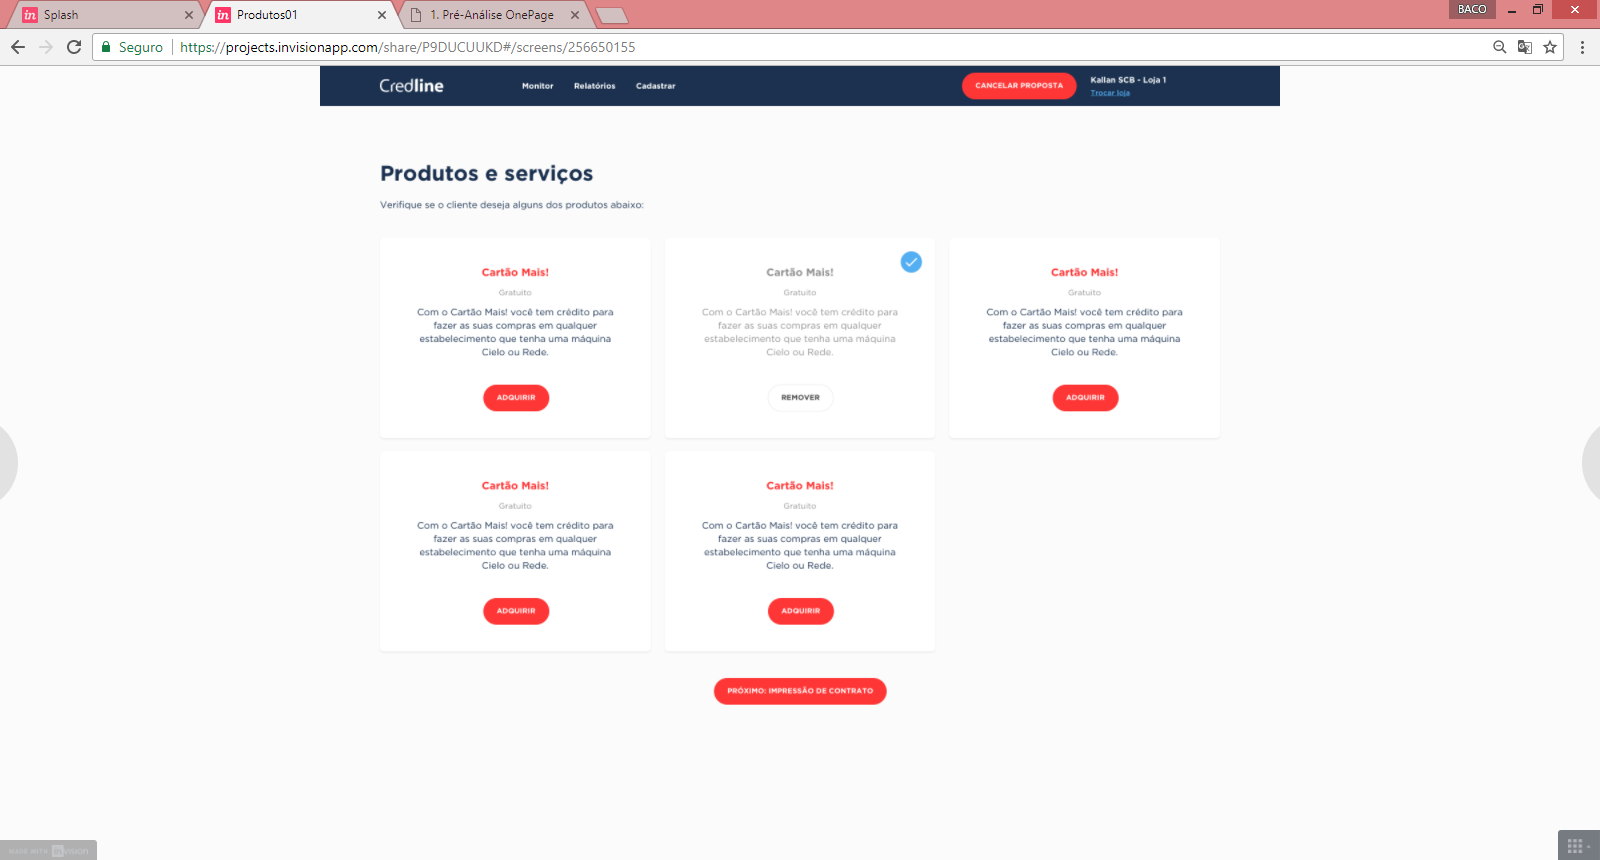 Splash
Produtos01
1. Pré-Análise OnePage
BACO
Seguro
https://projects.invisionapp.com/share/P9DUCUUKD#/screens/256650155
Credline
Monitor
Relatórios
Cadastrar
CANCELAR PROPOSTA
Kallan SCB - Loja 1
Trocar loja
Produtos e serviços
Verifique se o cliente deseja alguns dos produtos abaixo:
Cartão Mais!
Gratuito
Com o Cartão Mais! você tem crédito para
fazer as suas compras em qualquer
estabelecimento que tenha uma máquina
Cielo ou Rede.
ADQUIRIR
Cartão Mais!
Gratuito
Com o Cartão Mais! você tem crédito para
fazer as suas compras em qualquer
estabelecimento que tenha uma máquina
Cielo ou Rede.
REMOVER
Cartão Mais!
Gratuito
Com o Cartão Mais! você tem crédito para
fazer as suas compras em qualquer
estabelecimento que tenha uma máquina
Cielo ou Rede.
ADQUIRIR
Cartão Mais!
Gratuito
Com o Cartão Mais! você tem crédito para
fazer as suas compras em qualquer
estabelecimento que tenha uma máquina
Cielo ou Rede.
ADQUIRIR
Cartão Mais!
Gratuito
Com o Cartão Mais! você tem crédito para
fazer as suas compras em qualquer
estabelecimento que tenha uma máquina
Cielo ou Rede.
ADQUIRIR
PRÓXIMO: IMPRESSÃO DE CONTRATO
MADE WITH invision